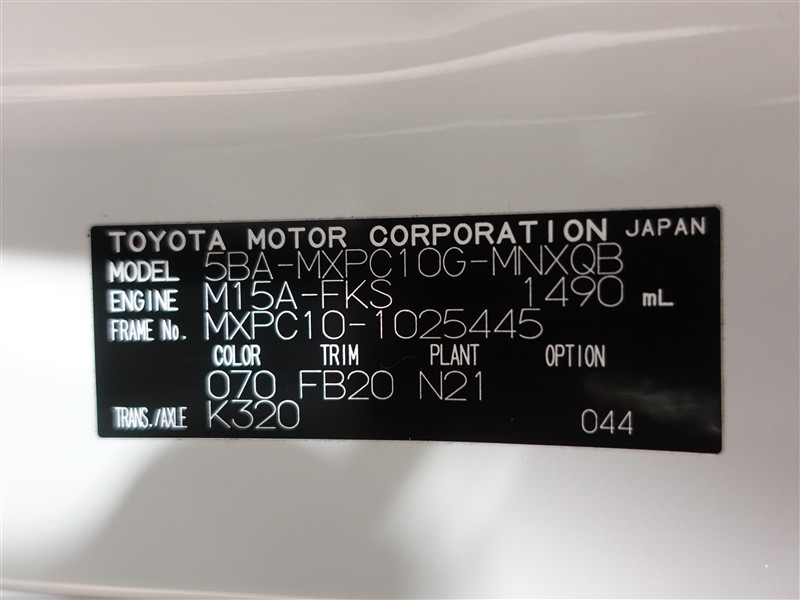 TOYOTA MOTOR CORPORATION JAPAN
MODEL 5BA-MXPC10G-MNXQB
ENGINE M15A-FKS 1490 mL
FRAME No. MXPC10-1025445
COLOR TRIM PLANT OPTION
070 FB20 N21
TRANS./AXLE K320 044